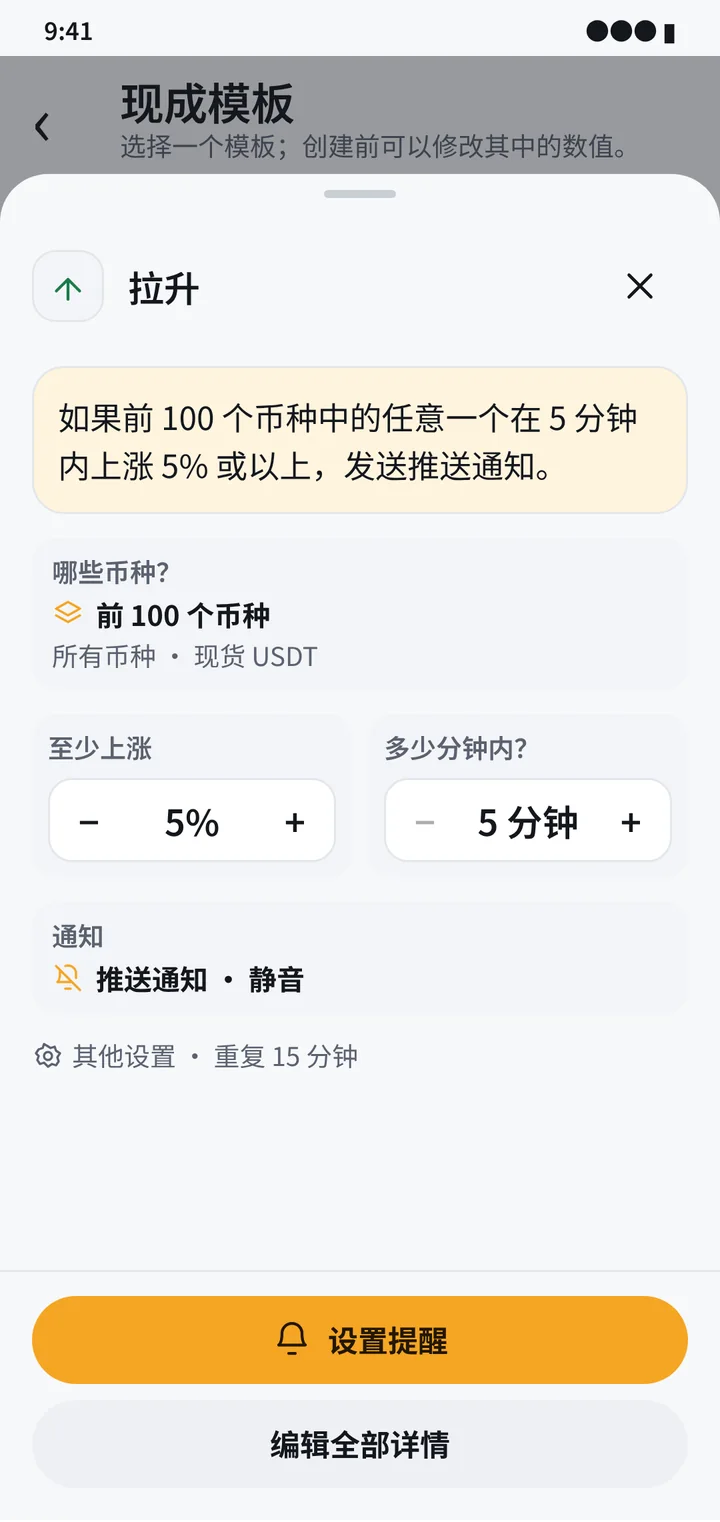 9:41
现成模板
选择一个模板；创建前可以修改其中的数值。
拉升
如果前 100 个币种中的任意一个在 5 分钟
内上涨 5% 或以上，发送推送通知。
哪些币种？
前 100 个币种
所有币种 • 现货 USDT
至少上涨
多少分钟内？
− 5% +
− 5 分钟 +
通知
推送通知 • 静音
其他设置 • 重复 15 分钟
设置提醒
编辑全部详情